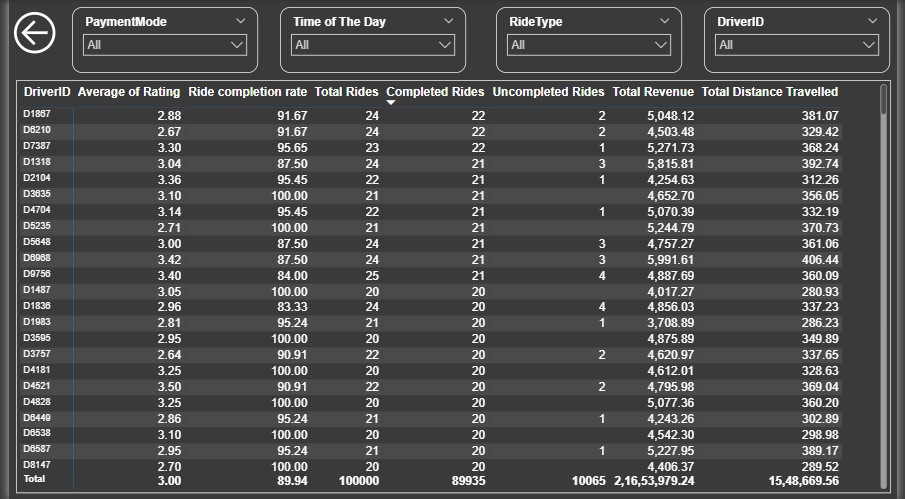 PaymentMode Time of The Day RideType DriverID
All All All All
DriverID Average of Rating Ride completion rate Total Rides Completed Rides Uncompleted Rides Total Revenue Total Distance Travelled
D1867 2.88 91.67 24 22 2 5,048.12 381.07
D6210 2.67 91.67 24 22 2 4,503.48 329.42
D7387 3.30 95.65 23 22 1 5,271.73 368.24
D1318 3.04 87.50 24 21 3 5,815.81 392.74
D2104 3.36 95.45 22 21 1 4,254.63 312.26
D3635 3.10 100.00 21 21 4,652.70 356.05
D4704 3.14 95.45 22 21 1 5,070.39 332.19
D5235 2.71 100.00 21 21 5,244.79 370.73
D5648 3.00 87.50 24 21 3 4,757.27 361.06
D6968 3.42 87.50 24 21 3 5,991.61 406.44
D9756 3.40 84.00 25 21 4 4,887.69 360.09
D1487 3.05 100.00 20 20 4,017.27 280.93
D1836 2.96 83.33 24 20 4 4,856.03 337.23
D1983 2.81 95.24 21 20 1 3,708.89 286.23
D3595 2.95 100.00 20 20 4,875.89 349.89
D3757 2.64 90.91 22 20 2 4,620.97 337.65
D4181 3.25 100.00 20 20 4,612.01 328.63
D4521 3.50 90.91 22 20 2 4,795.98 369.04
D4828 3.25 100.00 20 20 5,077.36 360.20
D6449 2.86 95.24 21 20 1 4,243.26 302.89
D6538 3.10 100.00 20 20 4,542.30 298.98
D6587 2.95 95.24 21 20 1 5,227.95 389.17
D8147 2.70 100.00 20 20 4,406.37 289.52
Total 3.00 89.94 100000 89935 10065 2,16,53,979.24 15,48,669.56